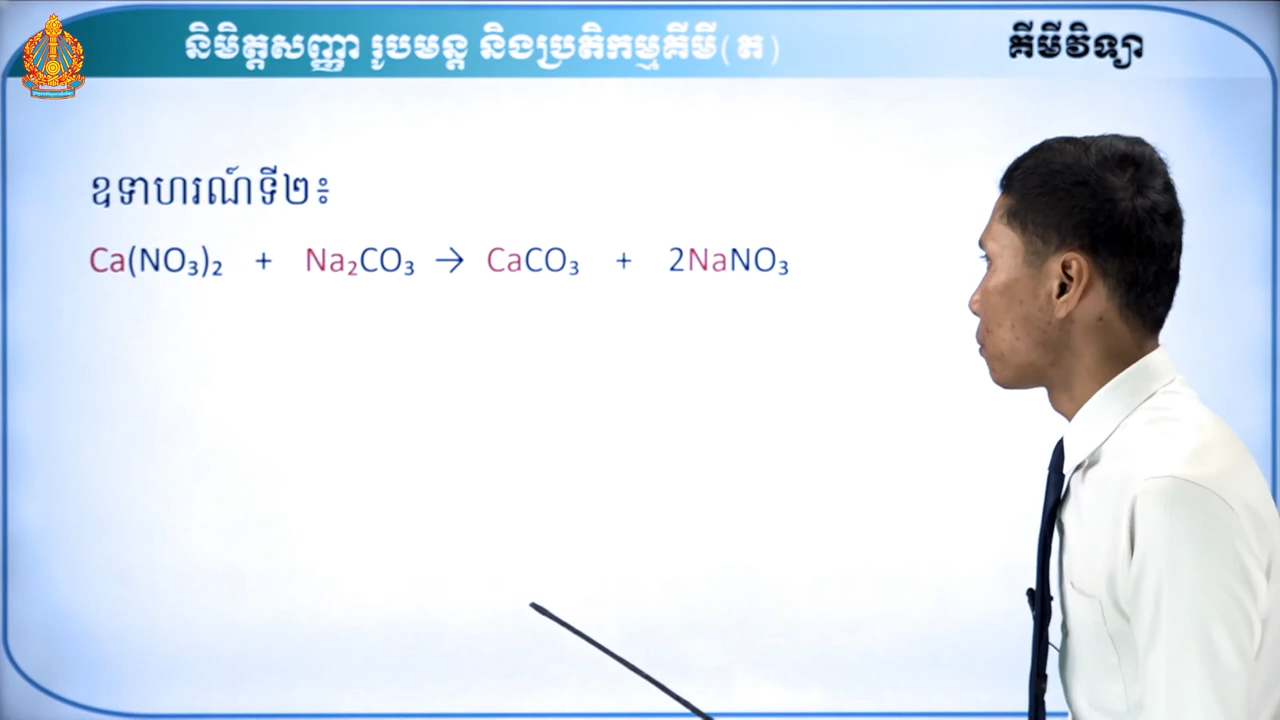 និមិត្តសញ្ញា រូបមន្ត និងប្រតិកម្មគីមី(ត)
គីមីវិទ្យា
ឧទាហរណ៍ទី២៖
Ca(NO₃)₂ + Na₂CO₃ → CaCO₃ + 2NaNO₃